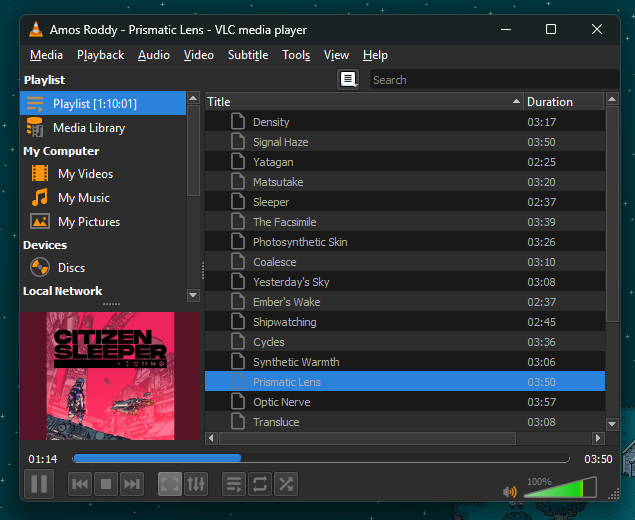 Amos Roddy - Prismatic Lens - VLC media player
Media Playback Audio Video Subtitle Tools View Help
Playlist
Search
Playlist [1:10:01]
Media Library
My Computer
My Videos
My Music
My Pictures
Devices
Discs
Local Network
Title Duration
Density 03:17
Signal Haze 03:50
Yatagan 02:25
Matsutake 03:20
Sleeper 02:37
The Facsimile 03:39
Photosynthetic Skin 03:26
Coalesce 03:10
Yesterday's Sky 03:08
Ember's Wake 02:37
Shipwatching 02:45
Cycles 03:36
Synthetic Warmth 03:06
Prismatic Lens 03:50
Optic Nerve 03:57
Transluce 03:08
CITIZEN
SLEEPER
01:14 03:50
100%